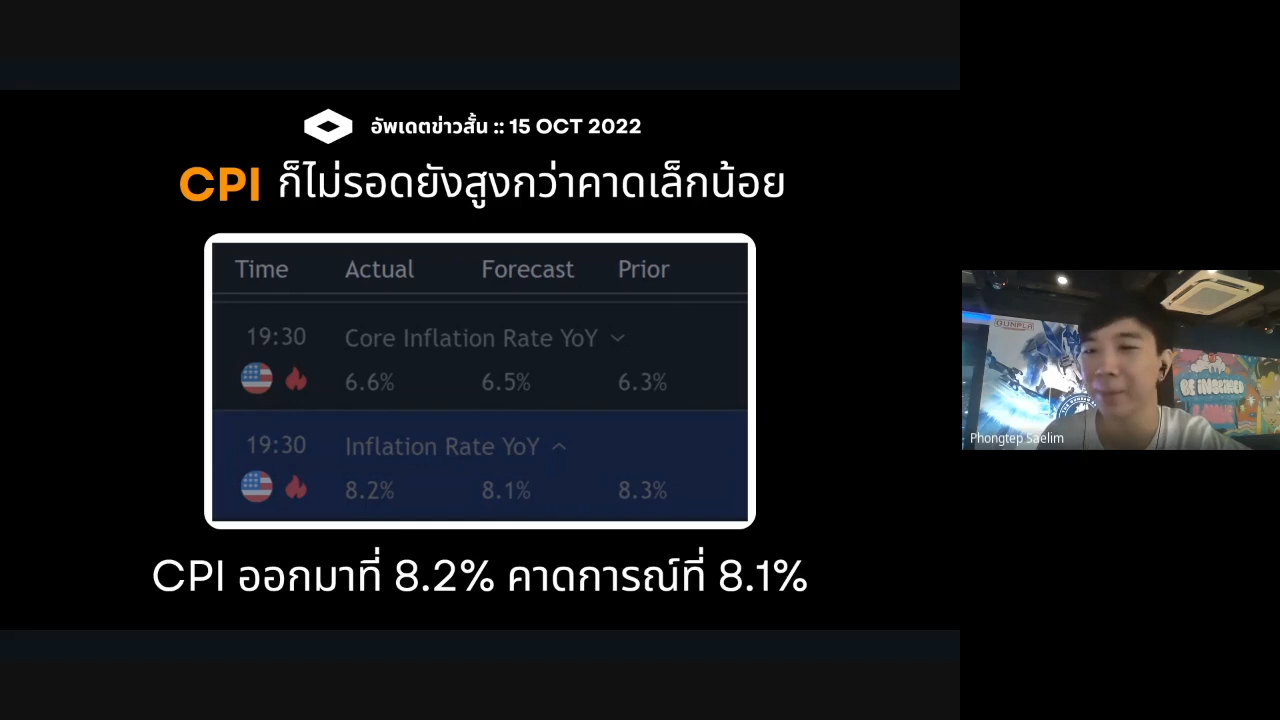 อัพเดตข่าวสั้น :: 15 OCT 2022
CPI ก็ไม่รอดยังสูงกว่าคาดเล็กน้อย
Time Actual Forecast Prior
19:30 Core Inflation Rate YoY
6.6% 6.5% 6.3%
19:30 Inflation Rate YoY
8.2% 8.1% 8.3%
CPI ออกมาที่ 8.2% คาดการณ์ที่ 8.1%
GUNPLA
BE INSPIRED
Phongtep Saelim